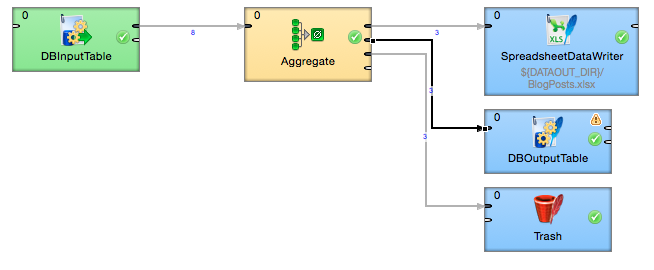 0
DBInputTable
8
0
Aggregate
3
3
3
0
XLS
SpreadsheetDataWriter
${DATAOUT_DIR}/
BlogPosts.xlsx
0
DBOutputTable
0
Trash